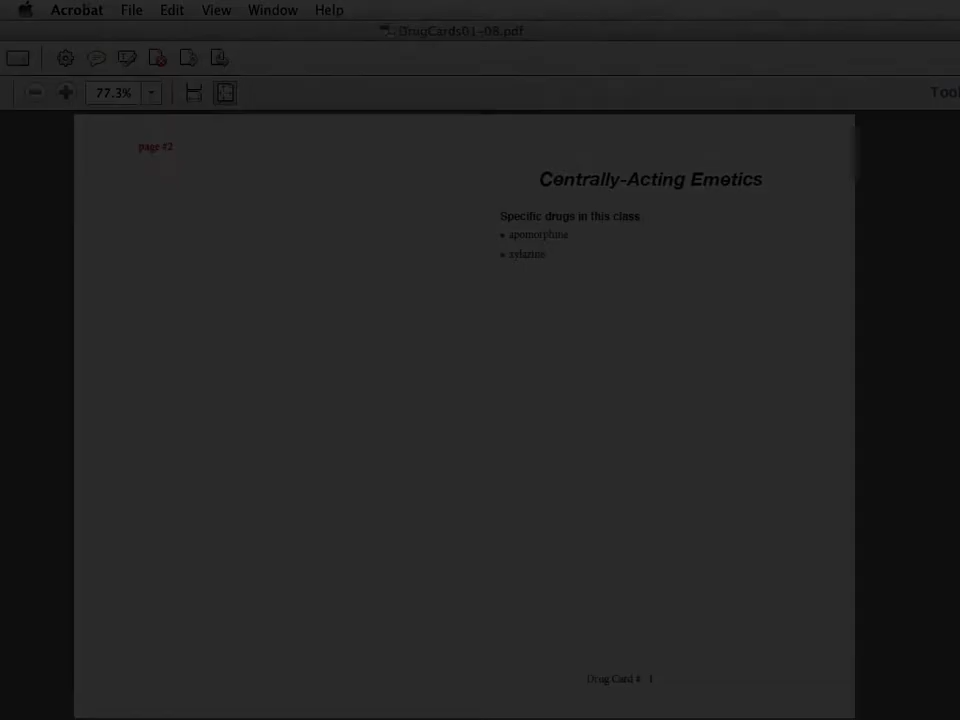 Acrobat File Edit View Window Help
DrugCards01-08.pdf
77.3%
Tool
page #2
Centrally-Acting Emetics
Specific drugs in this class
• apomorphine
• xylazine
Drug Card # 1